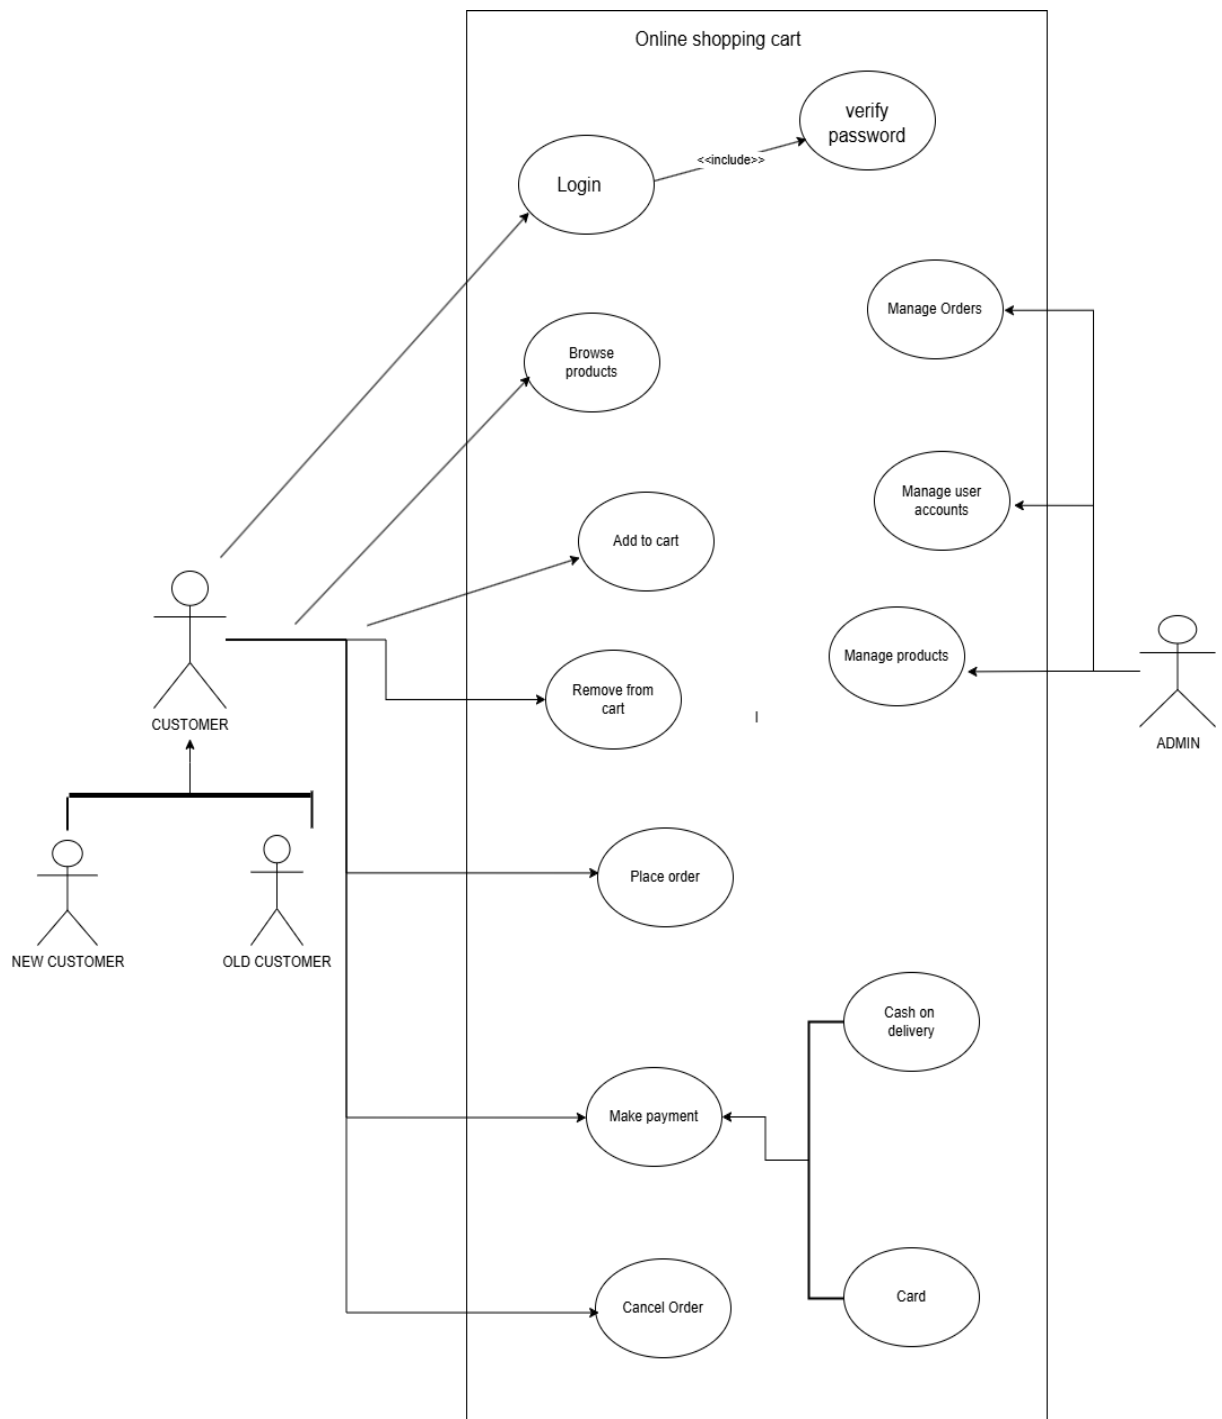 Online shopping cart
verify
password
<<include>>
Login
Manage Orders
Browse
products
Manage user
accounts
Add to cart
Manage products
Remove from
cart
CUSTOMER
ADMIN
Place order
NEW CUSTOMER
OLD CUSTOMER
Cash on
delivery
Make payment
Cancel Order
Card